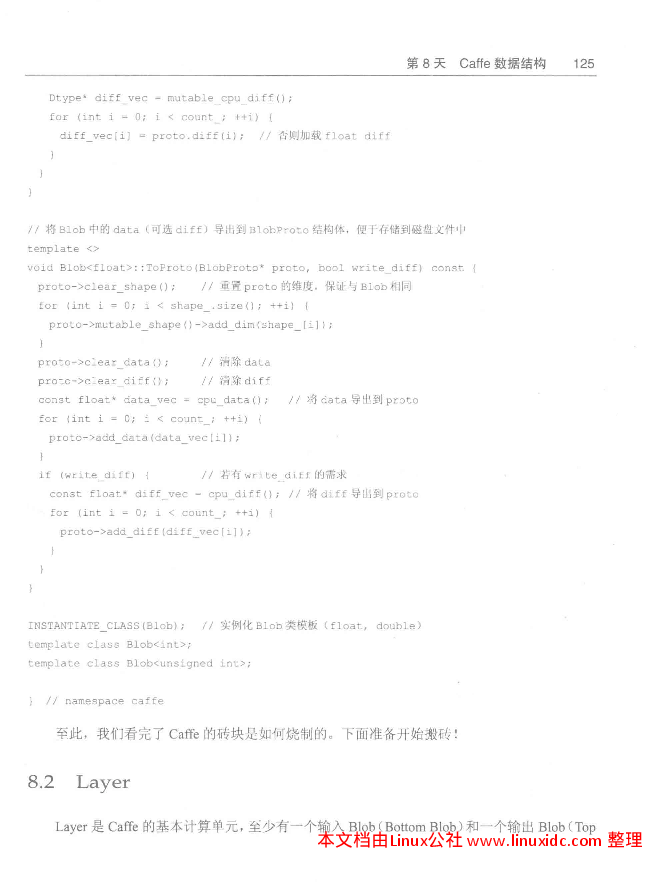 第 8 天 Caffe 数据结构 125
Dtype* diff_vec = mutable_cpu_diff();
for (int i = 0; i < count_; ++i) {
diff_vec[i] = proto.diff(i); // 否则加载 float diff
}
}
}
// 将 Blob 中的 data（可选 diff）导出到 BlobProto 结构体，便于存储到磁盘文件中
template <>
void Blob<float>::ToProto(BlobProto* proto, bool write_diff) const {
proto->clear_shape(); // 重置 proto 的维度，保证与 Blob 相同
for (int i = 0; i < shape_.size(); ++i) {
proto->mutable_shape()->add_dim(shape_[i]);
}
proto->clear_data(); // 清除 data
proto->clear_diff(); // 清除 diff
const float* data_vec = cpu_data(); // 将 data 导出到 proto
for (int i = 0; i < count_; ++i) {
proto->add_data(data_vec[i]);
}
if (write_diff) { // 若有 write_diff 的需求
const float* diff_vec = cpu_diff(); // 将 diff 导出到 proto
for (int i = 0; i < count_; ++i) {
proto->add_diff(diff_vec[i]);
}
}
}
INSTANTIATE_CLASS(Blob); // 实例化 Blob 类模板（float, double）
template class Blob<int>;
template class Blob<unsigned int>;
} // namespace caffe
至此，我们看完了 Caffe 的砖块是如何烧制的。下面准备开始搬砖！
8.2 Layer
Layer 是 Caffe 的基本计算单元，至少有一个输入 Blob（Bottom Blob）和一个输出 Blob（Top
本文档由Linux公社 www.linuxidc.com 整理